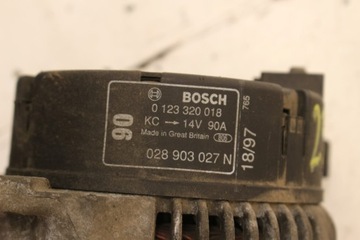 BOSCH
0 123 320 018
KC → 14V 90A
Made in Great Britain
028 903 027 N
90
18/97
765
2